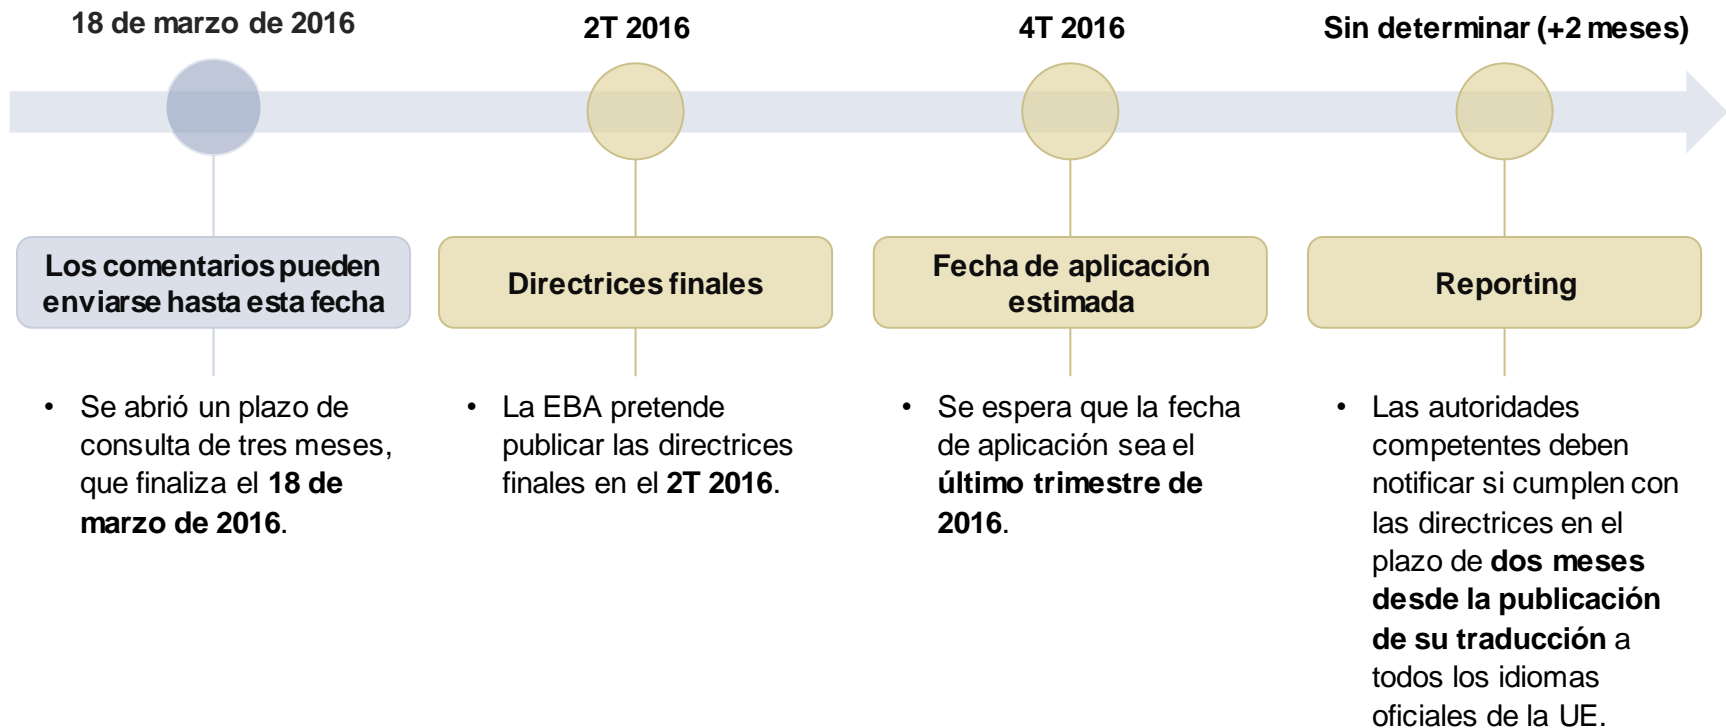 18 de marzo de 2016
2T 2016
4T 2016
Sin determinar (+2 meses)
Los comentarios pueden
enviarse hasta esta fecha
Directrices finales
Fecha de aplicación
estimada
Reporting
• Se abrió un plazo de
consulta de tres meses,
que finaliza el 18 de
marzo de 2016.
• La EBA pretende
publicar las directrices
finales en el 2T 2016.
• Se espera que la fecha
de aplicación sea el
último trimestre de
2016.
• Las autoridades
competentes deben
notificar si cumplen con
las directrices en el
plazo de dos meses
desde la publicación
de su traducción a
todos los idiomas
oficiales de la UE.